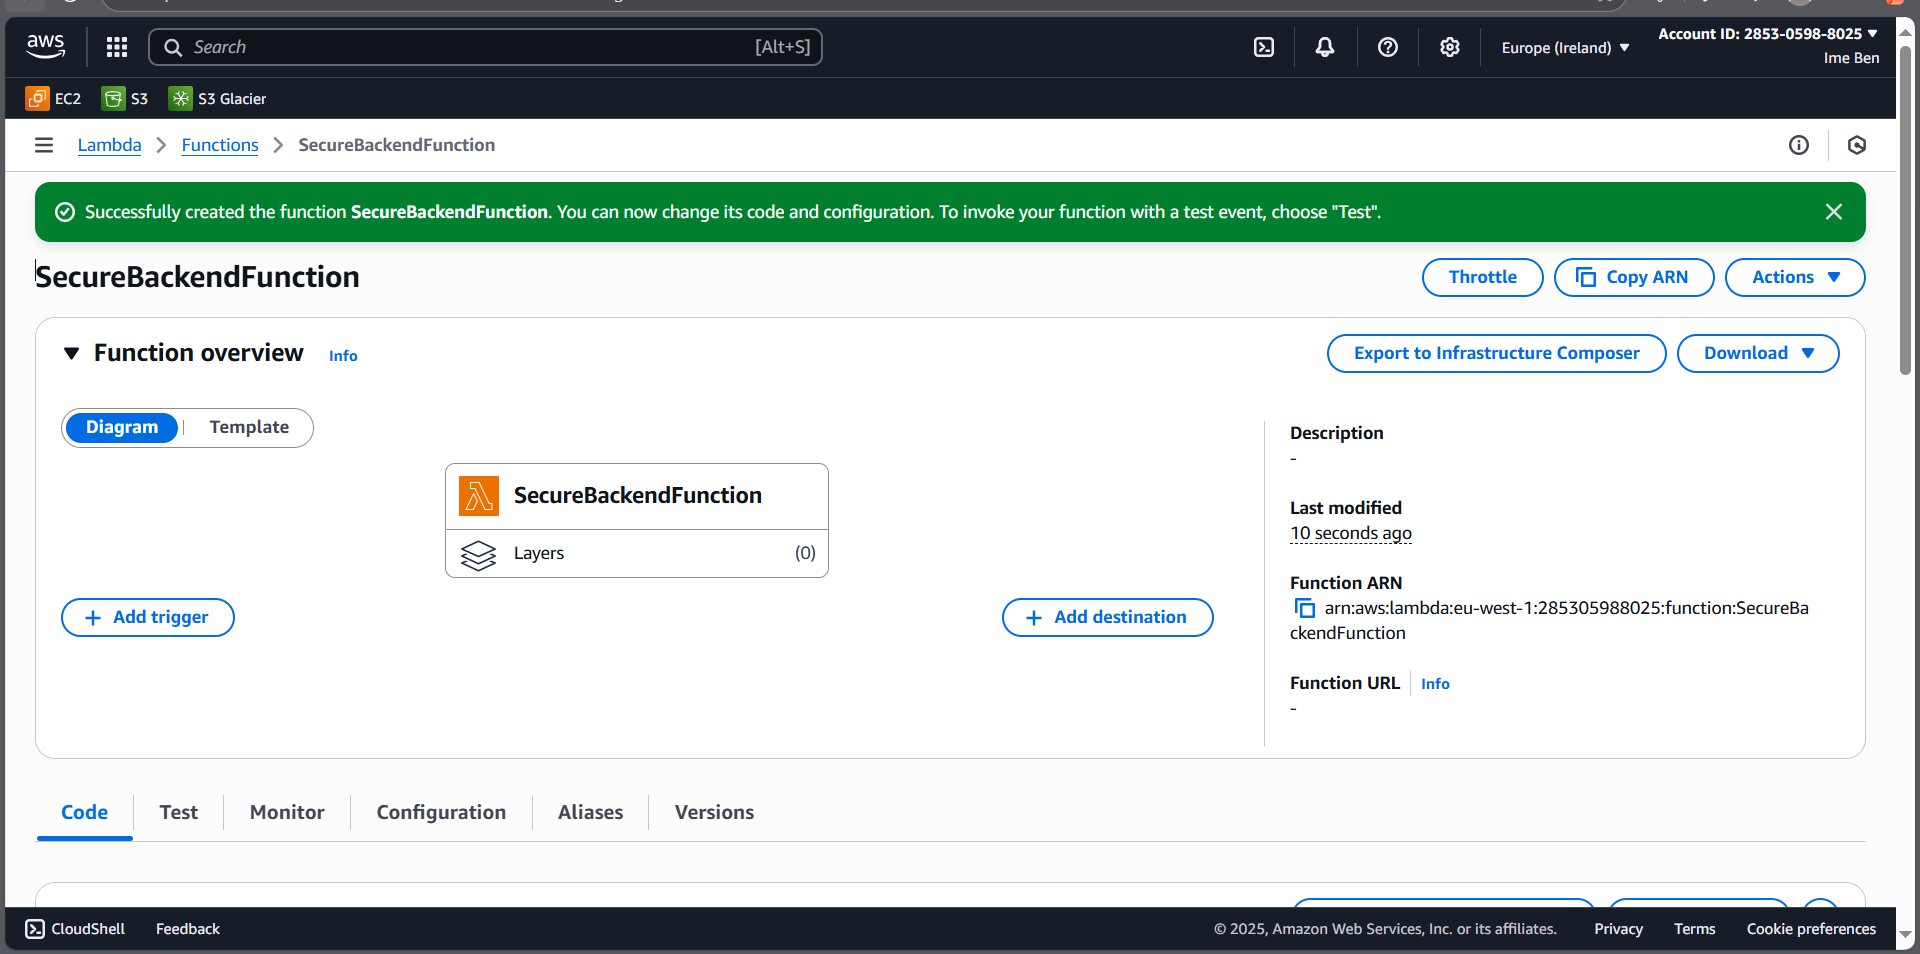 aws
Search
[Alt+S]
Europe (Ireland)
Account ID: 2853-0598-8025
Ime Ben
EC2
S3
S3 Glacier
Lambda
Functions
SecureBackendFunction
Successfully created the function SecureBackendFunction. You can now change its code and configuration. To invoke your function with a test event, choose "Test".
SecureBackendFunction
Throttle
Copy ARN
Actions
Function overview
Info
Export to Infrastructure Composer
Download
Diagram
Template
SecureBackendFunction
Layers
(0)
Add trigger
Add destination
Description
-
Last modified
10 seconds ago
Function ARN
arn:aws:lambda:eu-west-1:285305988025:function:SecureBa
ckendFunction
Function URL
Info
-
Code
Test
Monitor
Configuration
Aliases
Versions
CloudShell
Feedback
© 2025, Amazon Web Services, Inc. or its affiliates.
Privacy
Terms
Cookie preferences